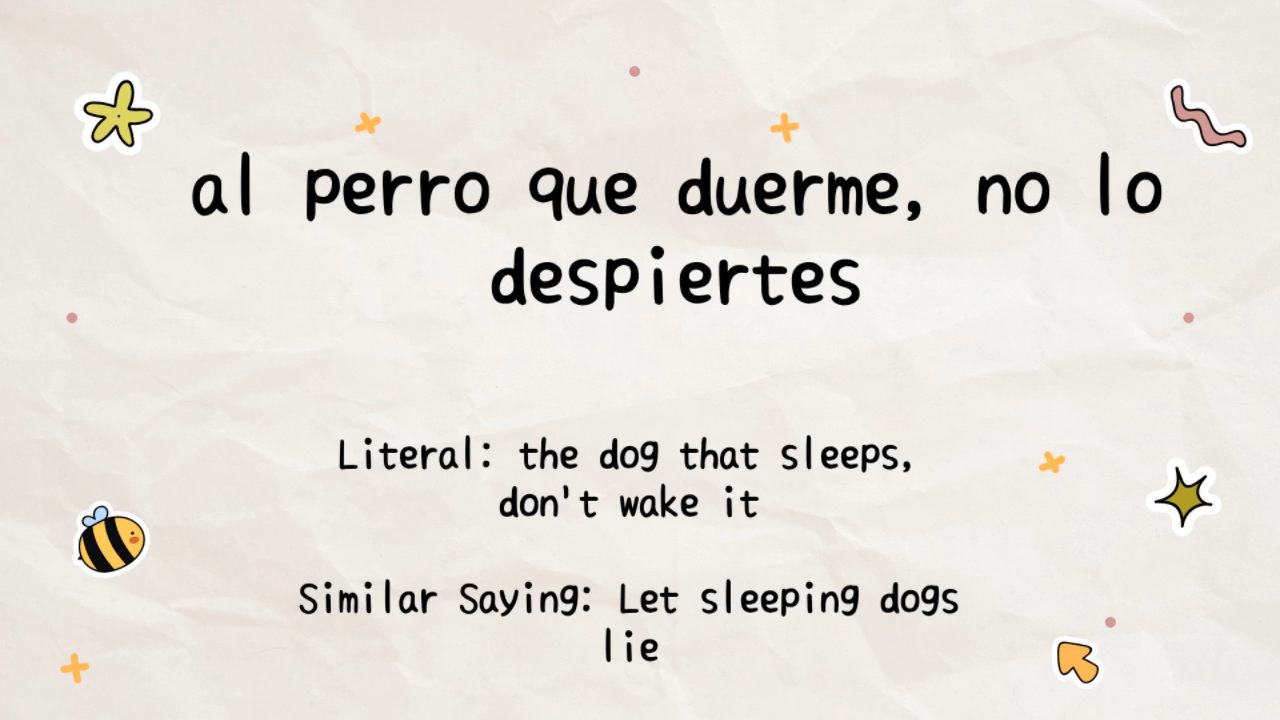 al perro que duerme, no lo
despiertes
Literal: the dog that sleeps,
don't wake it
Similar Saying: Let sleeping dogs
lie